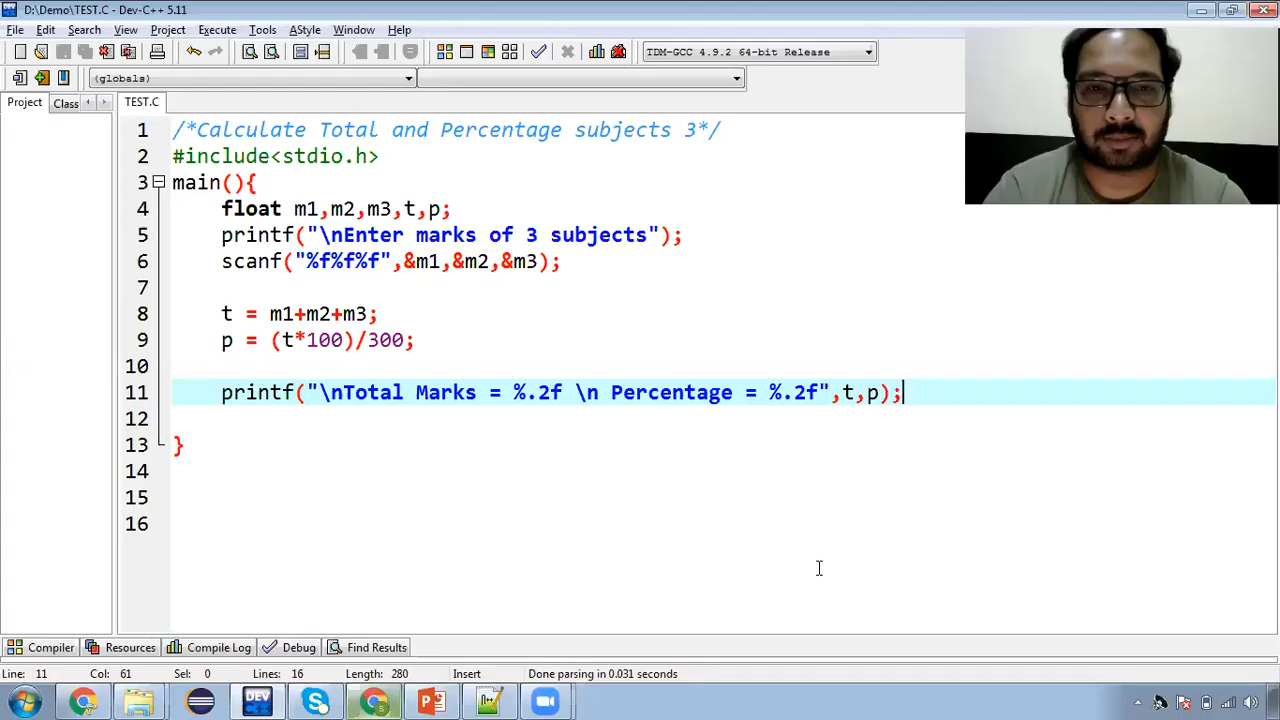 D:\Demo\TEST.C - Dev-C++ 5.11
File Edit Search View Project Execute Tools AStyle Window Help
TDM-GCC 4.9.2 64-bit Release
(globals)
Project Class TEST.C
1 /*Calculate Total and Percentage subjects 3*/
2 #include<stdio.h>
3 main(){
4 float m1,m2,m3,t,p;
5 printf("\nEnter marks of 3 subjects");
6 scanf("%f%f%f",&m1,&m2,&m3);
7
8 t = m1+m2+m3;
9 p = (t*100)/300;
10
11 printf("\nTotal Marks = %.2f \n Percentage = %.2f",t,p);
12
13 }
14
15
16
Compiler Resources Compile Log Debug Find Results
Line: 11 Col: 61 Sel: 0 Lines: 16 Length: 280 Insert Done parsing in 0.031 seconds
DEV C++
S
P